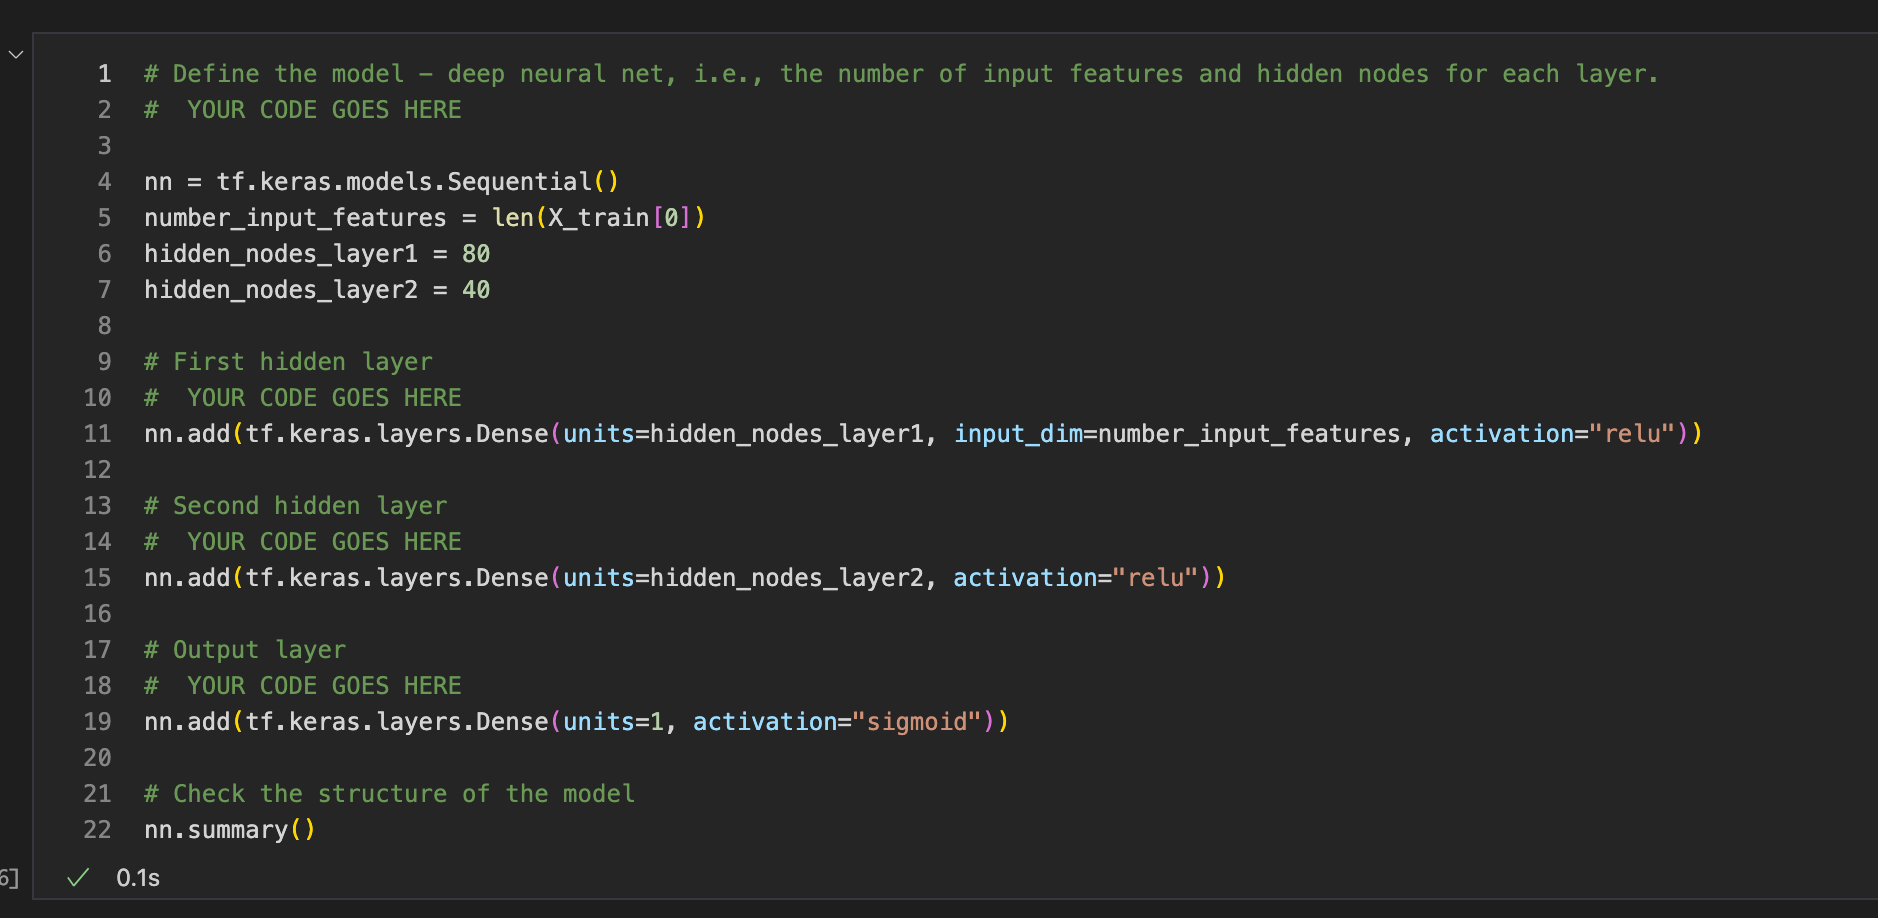 1 # Define the model – deep neural net, i.e., the number of input features and hidden nodes for each layer.
2 #  YOUR CODE GOES HERE
3
4 nn = tf.keras.models.Sequential()
5 number_input_features = len(X_train[0])
6 hidden_nodes_layer1 = 80
7 hidden_nodes_layer2 = 40
8
9 # First hidden layer
10 #  YOUR CODE GOES HERE
11 nn.add(tf.keras.layers.Dense(units=hidden_nodes_layer1, input_dim=number_input_features, activation="relu"))
12
13 # Second hidden layer
14 #  YOUR CODE GOES HERE
15 nn.add(tf.keras.layers.Dense(units=hidden_nodes_layer2, activation="relu"))
16
17 # Output layer
18 #  YOUR CODE GOES HERE
19 nn.add(tf.keras.layers.Dense(units=1, activation="sigmoid"))
20
21 # Check the structure of the model
22 nn.summary()
6] 0.1s